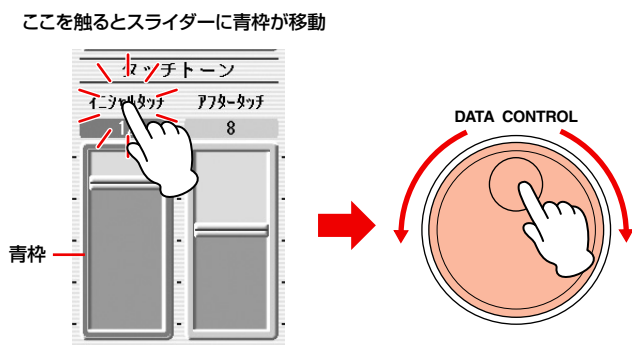 ここを触るとスライダーに青枠が移動
タッチトーン
イニシャルタッチ アフタータッチ
8
DATA CONTROL
青枠